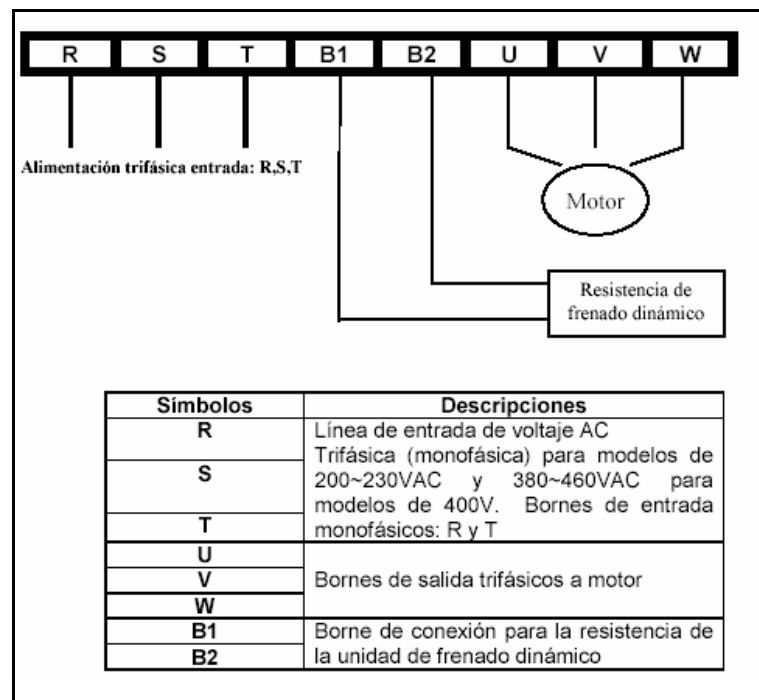 R S T B1 B2 U V W
Alimentación trifásica entrada: R,S,T
Motor
Resistencia de
frenado dinámico
Símbolos Descripciones
R
S
T
Línea de entrada de voltaje AC
Trifásica (monofásica) para modelos de
200~230VAC y 380~460VAC para
modelos de 400V. Bornes de entrada
monofásicos: R y T
U
V
W
Bornes de salida trifásicos a motor
B1
B2
Borne de conexión para la resistencia de
la unidad de frenado dinámico